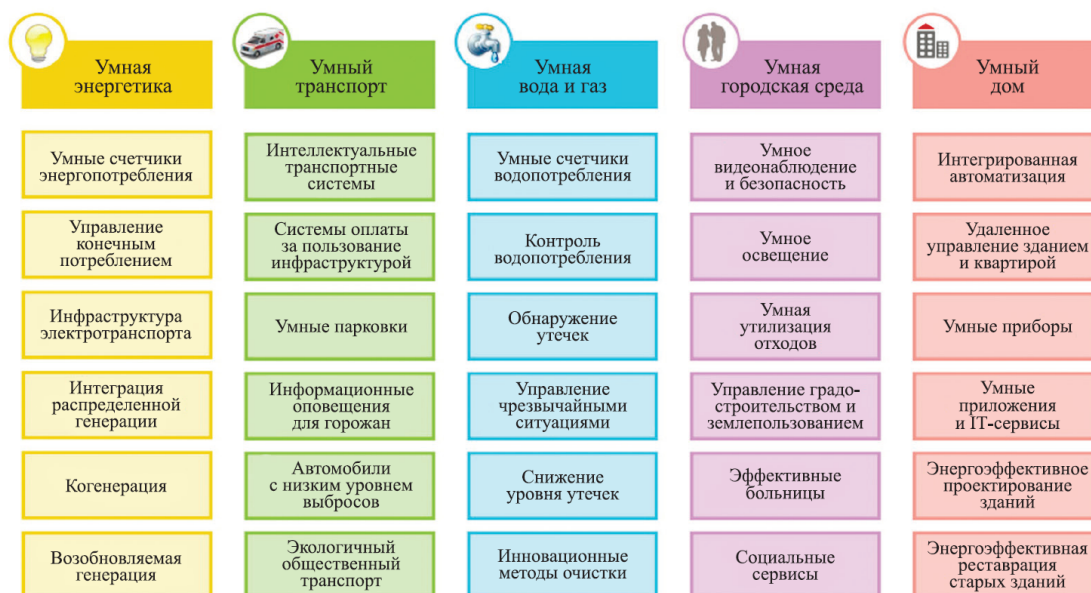 Умная
энергетика
Умные счетчики
энергопотребления
Управление
конечным
потреблением
Инфраструктура
электротранспорта
Интеграция
распределенной
генерации
Когенерация
Возобновляемая
генерация
Умный
транспорт
Интеллектуальные
транспортные
системы
Системы оплаты
за пользование
инфраструктурой
Умные парковки
Информационные
оповещения
для горожан
Автомобили
с низким уровнем
выбросов
Экологичный
общественный
транспорт
Умная
вода и газ
Умные счетчики
водопотребления
Контроль
водопотребления
Обнаружение
утечек
Управление
чрезвычайными
ситуациями
Снижение
уровня утечек
Инновационные
методы очистки
Умная
городская среда
Умное
видеонаблюдение
и безопасность
Умное
освещение
Умная
утилизация
отходов
Управление градо-
строительством и
землепользованием
Эффективные
больницы
Социальные
сервисы
Умный
дом
Интегрированная
автоматизация
Удаленное
управление зданием
и квартирой
Умные приборы
Умные
приложения
и IT-сервисы
Энергоэффективное
проектирование
зданий
Энергоэффективная
реставрация
старых зданий